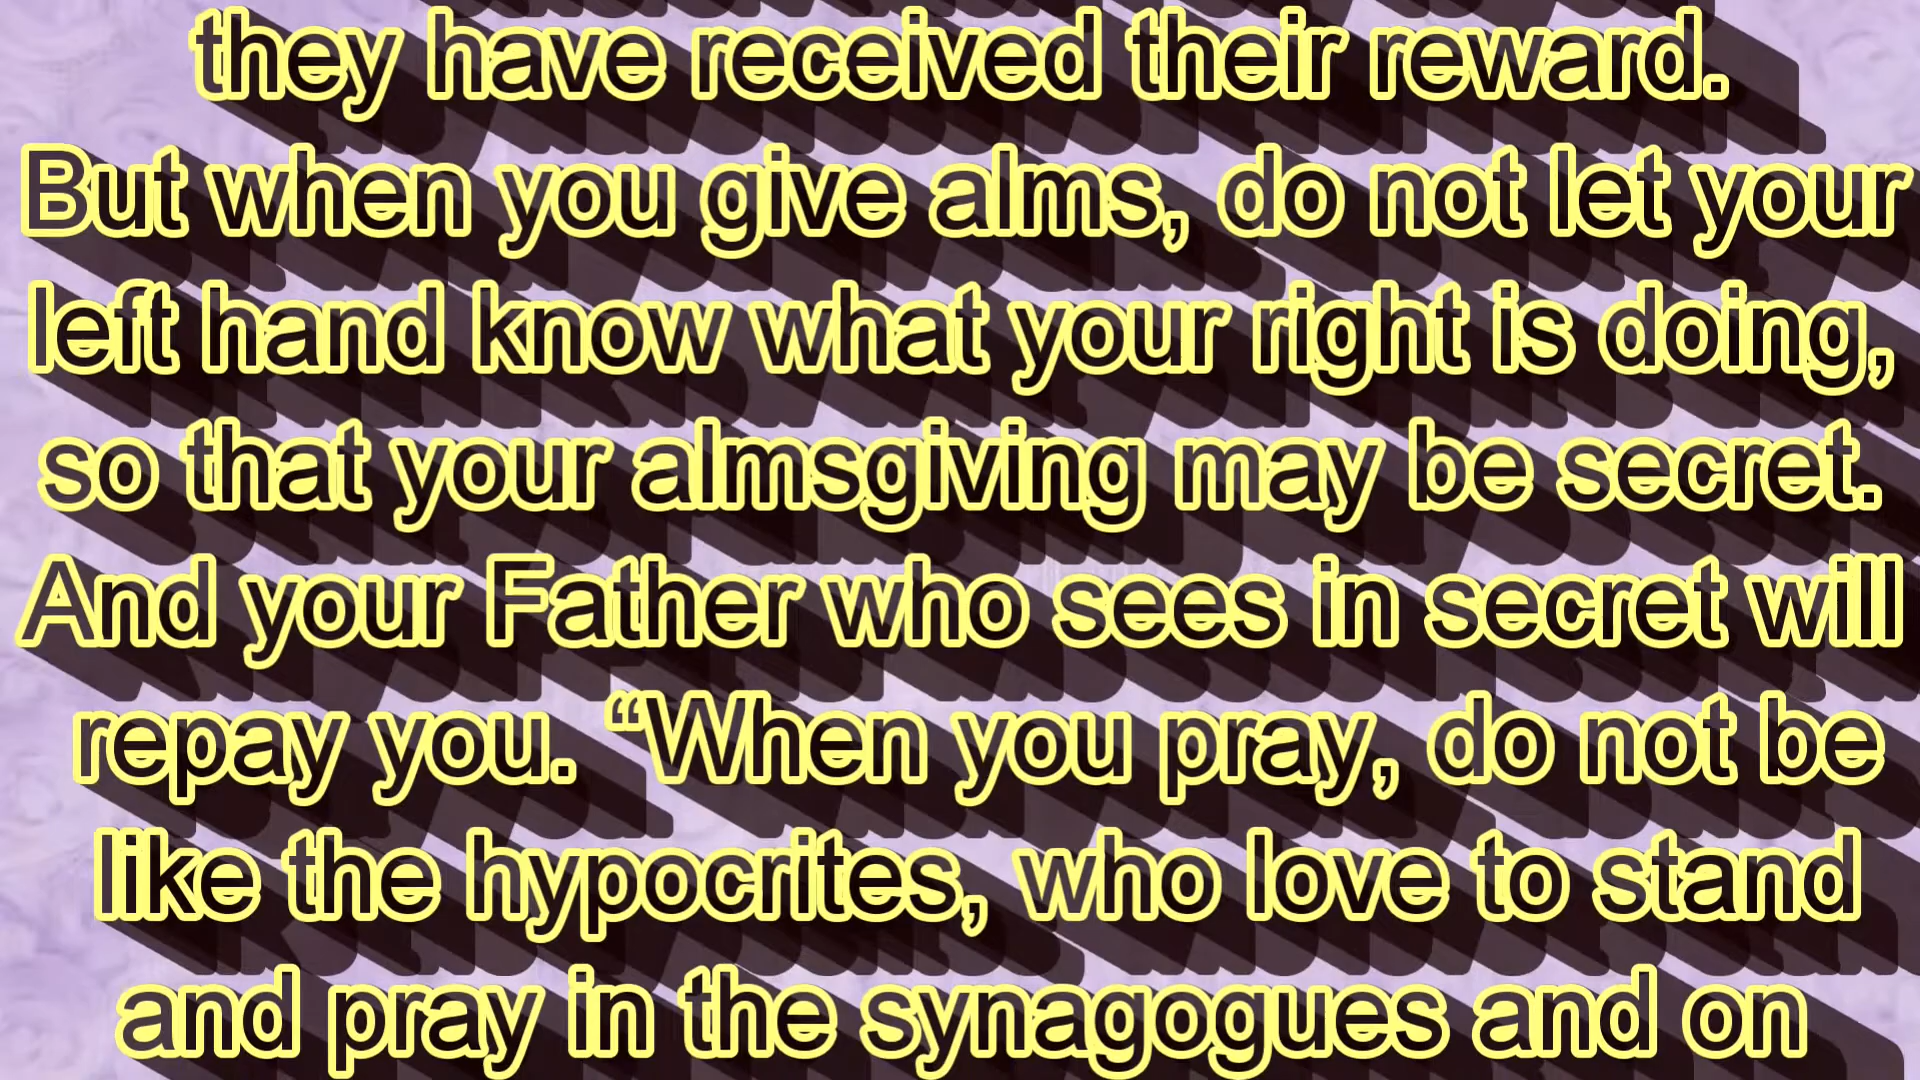 they have received their reward.
But when you give alms, do not let your
left hand know what your right is doing,
so that your almsgiving may be secret.
And your Father who sees in secret will
repay you. “When you pray, do not be
like the hypocrites, who love to stand
and pray in the synagogues and on